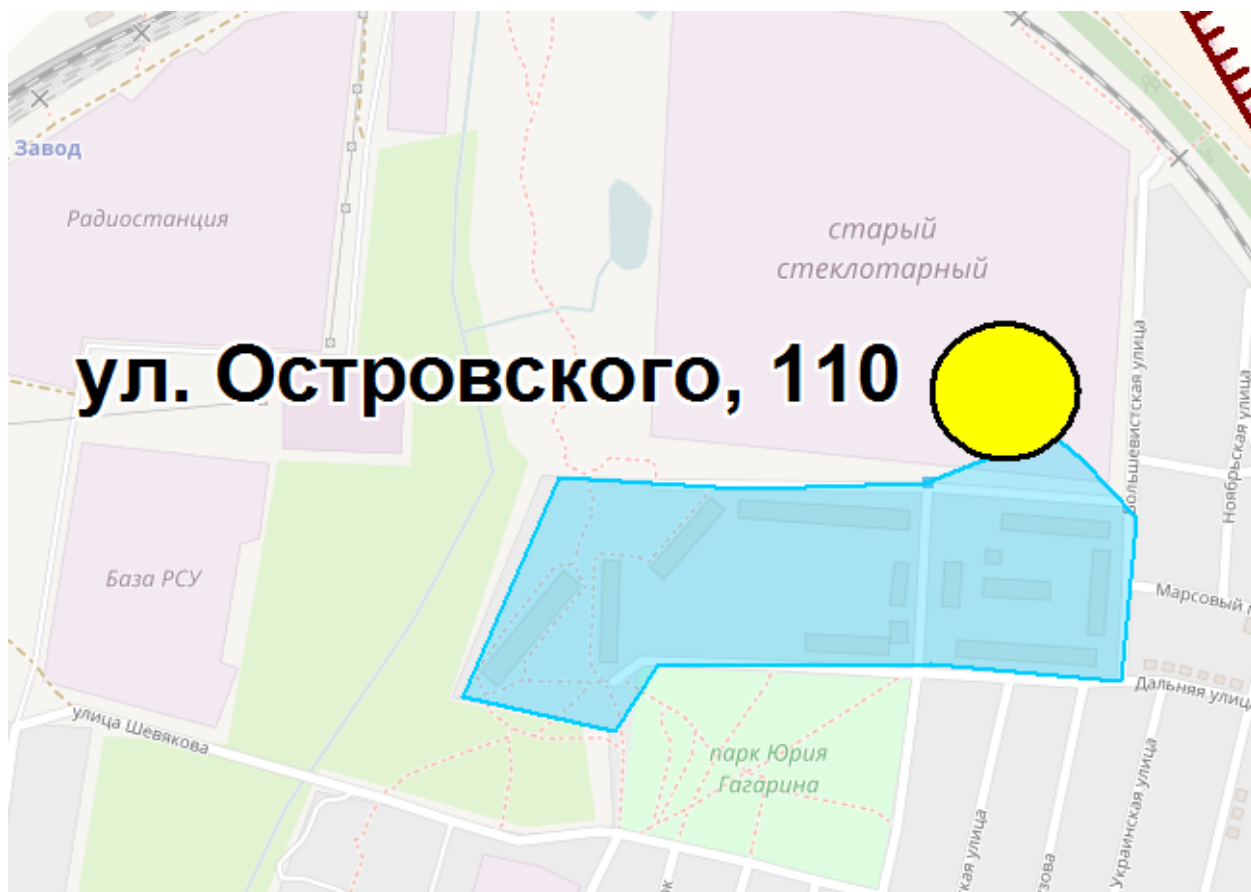 Завод
Радиостанция
старый
стеклотарный
ул. Островского, 110
Большевистская улица
Ноябрьская улица
База РСУ
Марсовый
Дальняя улица
улица Шевякова
парк Юрия
Гагарина
Украинская улица
улица